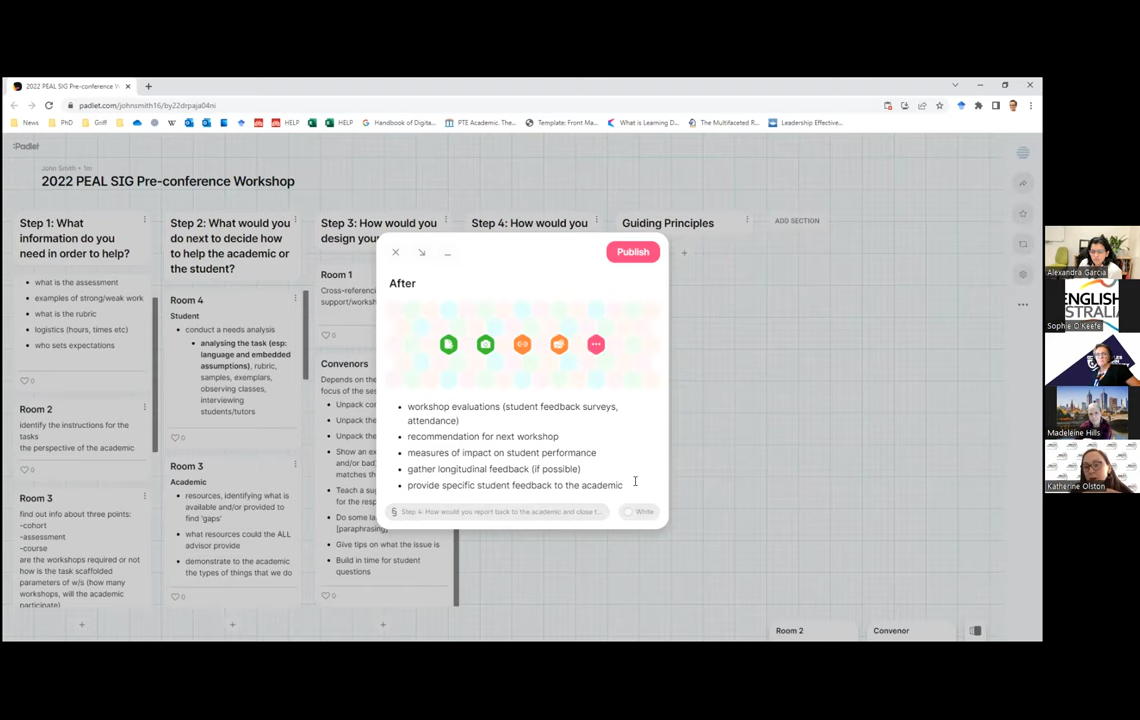 2022 PEAL SIG Pre-conference W
padlet.com/johnsmith16/by22drpaja04ni
News
PhD
Griff
HELP
HELP
Handbook of Digita...
PTE Academic. The...
Template; Front Ma...
What is Learning D...
The Multifaceted R...
Leadership Effective...
:Padlet
John Smith • 1m
2022 PEAL SIG Pre-conference Workshop
Step 1: What
information do you
need in order to help?
what is the assessment
examples of strong/weak work
what is the rubric
logistics (hours, times etc)
who sets expectations
0
Room 2
identify the instructions for the
tasks
the perspective of the academic
0
Room 3
find out info about three points:
-cohort
-assessment
-course
are the workshops required or not
how is the task scaffolded
parameters of w/s (how many
workshops, will the academic
participate)
Step 2: What would you
do next to decide how
to help the academic or
the student?
Room 4
Student
conduct a needs analysis
analysing the task (esp:
language and embedded
assumptions), rubric,
samples, exemplars,
observing classes,
interviewing
students/tutors
0
Room 3
Academic
resources, identifying what is
available and/or provided to
find 'gaps'
what resources could the ALL
advisor provide
demonstrate to the academic
the types of things that we do
0
Step 3: How would you
design your
Room 1
Cross-referenci
support/worksh
0
Convenors
Depends on the
focus of the ses
Unpack
Unpack the
Unpack the
Show an ex
and/or bad
matches th
Teach a su
for the resp
Do some la
[paraphrasing]
Give tips on what the issue is
Build in time for student
questions
0
Step 4: How would you
Guiding Principles
ADD SECTION
Publish
After
workshop evaluations (student feedback surveys,
attendance)
recommendation for next workshop
measures of impact on student performance
gather longitudinal feedback (if possible)
provide specific student feedback to the academic
Step 4: How would you report back to the academic and close t...
Write
Room 2
Convenor
Alexandra Garcia
ENGLISH
AUSTRALIA
Sophie O'Keefe
Madeleine Hills
Katherine Olston